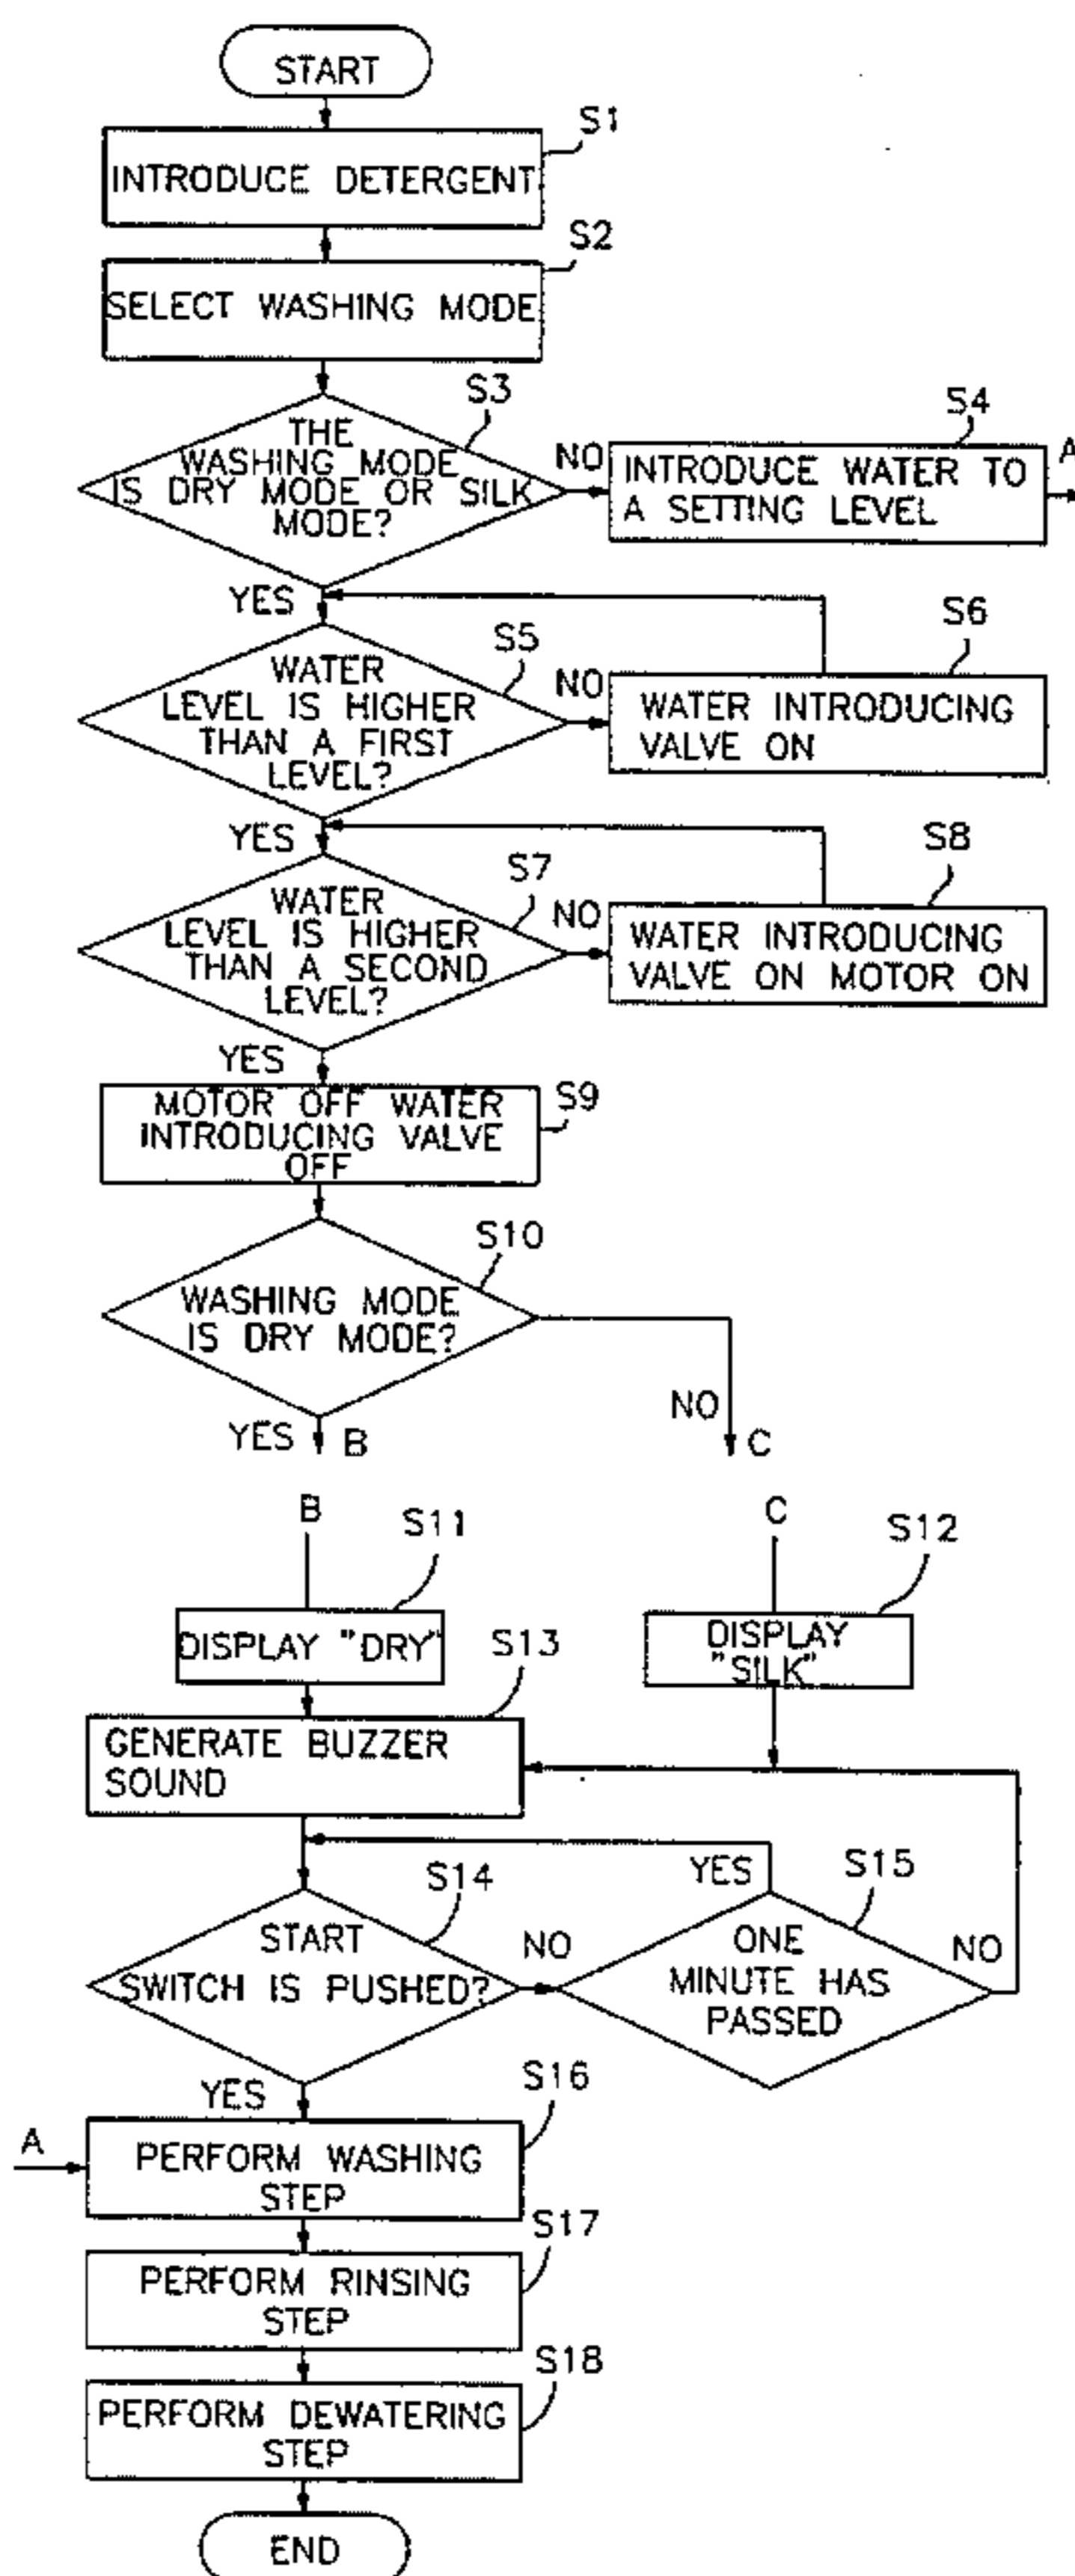 START
S1
INTRODUCE DETERGENT
S2
SELECT WASHING MODE
S3
THE
WASHING MODE
IS DRY MODE OR SILK
MODE?
NO
S4
INTRODUCE WATER TO
A SETTING LEVEL
A
YES
S5
WATER
LEVEL IS HIGHER
THAN A FIRST
LEVEL?
NO
S6
WATER INTRODUCING
VALVE ON
YES
S7
WATER
LEVEL IS HIGHER
THAN A SECOND
LEVEL?
NO
S8
WATER INTRODUCING
VALVE ON MOTOR ON
YES
S9
MOTOR OFF WATER
INTRODUCING VALVE
OFF
S10
WASHING MODE
IS DRY MODE?
YES
B
NO
C
B
S11
DISPLAY "DRY"
C
S12
DISPLAY
"SILK"
S13
GENERATE BUZZER
SOUND
S14
START
SWITCH IS PUSHED?
NO
YES
S15
ONE
MINUTE HAS
PASSED
NO
YES
S16
A
PERFORM WASHING
STEP
S17
PERFORM RINSING
STEP
S18
PERFORM DEWATERING
STEP
END